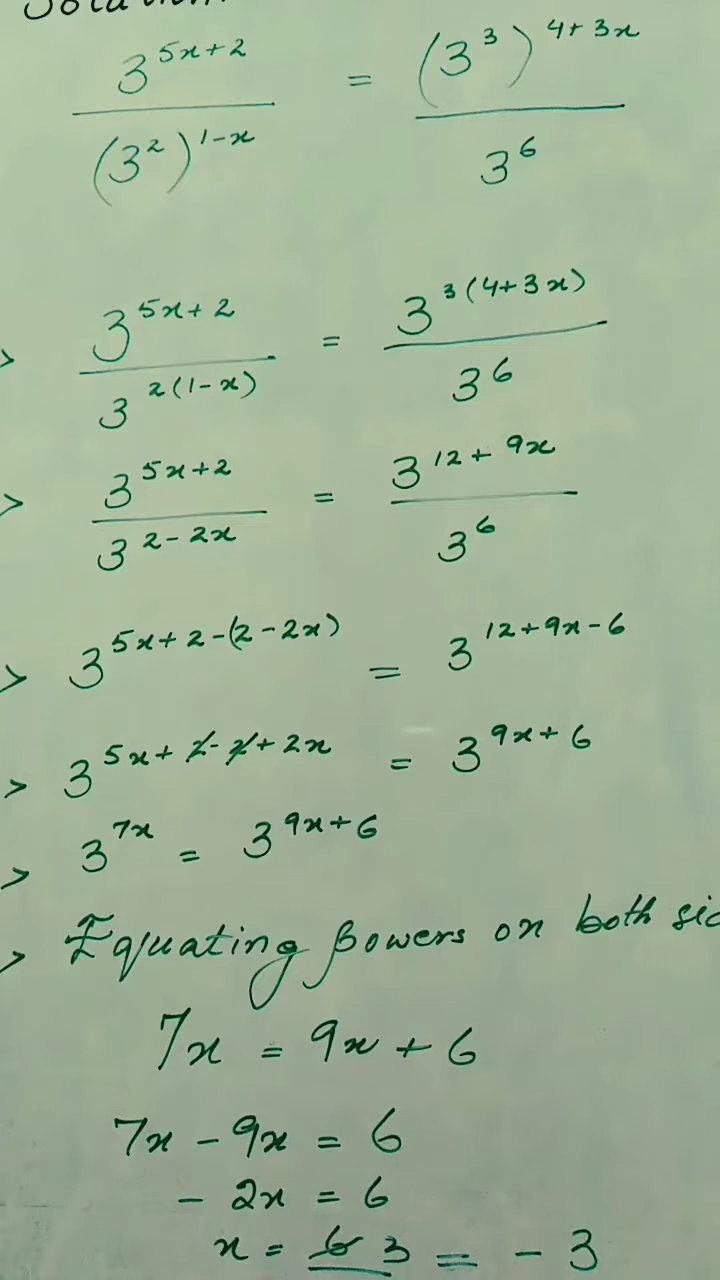 Solution
3^(5x+2) / (3^2)^(1-x) = (3^3)^(4+3x) / 3^6
> 3^(5x+2) / 3^(2(1-x)) = 3^(3(4+3x)) / 3^6
> 3^(5x+2) / 3^(2-2x) = 3^(12+9x) / 3^6
> 3^(5x+2-(2-2x)) = 3^(12+9x-6)
> 3^(5x+2-2+2x) = 3^(9x+6)
> 3^(7x) = 3^(9x+6)
> Equating powers on both sid
7x = 9x + 6
7x - 9x = 6
- 2x = 6
x = 6 3 = - 3